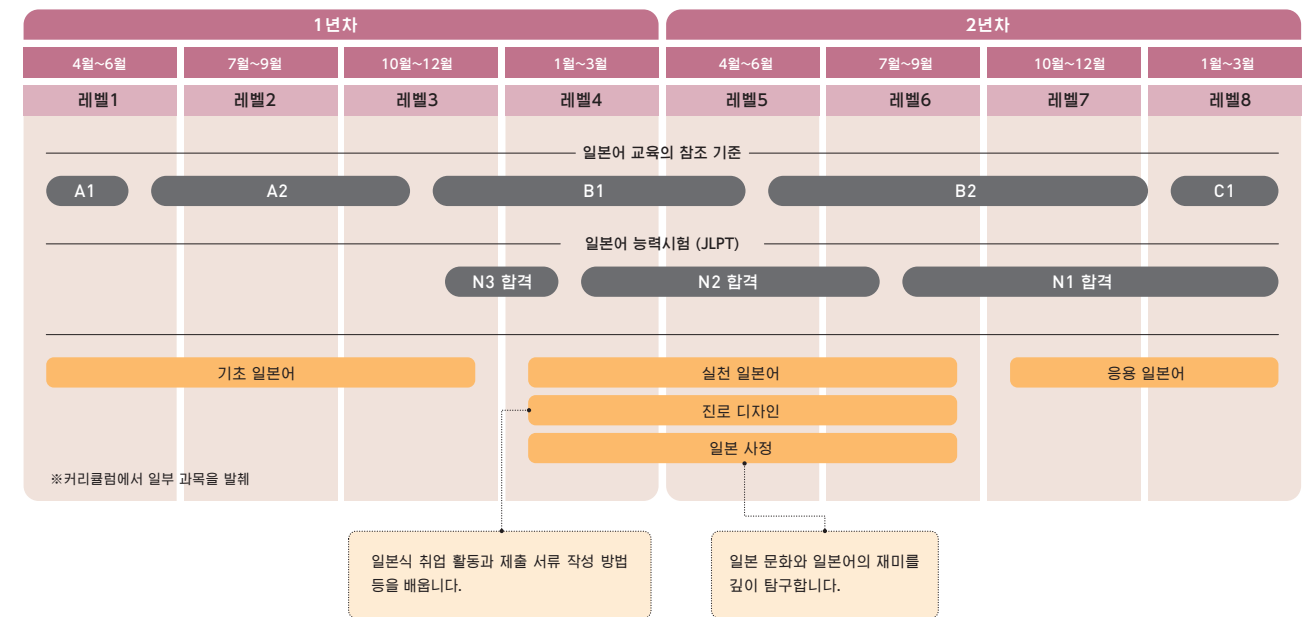 1년차 2년차
4월~6월 7월~9월 10월~12월 1월~3월 4월~6월 7월~9월 10월~12월 1월~3월
레벨1 레벨2 레벨3 레벨4 레벨5 레벨6 레벨7 레벨8
일본어 교육의 참조 기준
A1 A2 B1 B2 C1
일본어 능력시험 (JLPT)
N3 합격 N2 합격 N1 합격
기초 일본어 실천 일본어 응용 일본어
진로 디자인
일본 사정
※커리큘럼에서 일부 과목을 발췌
일본식 취업 활동과 제출 서류 작성 방법
등을 배웁니다.
일본 문화와 일본어의 재미를
깊이 탐구합니다.